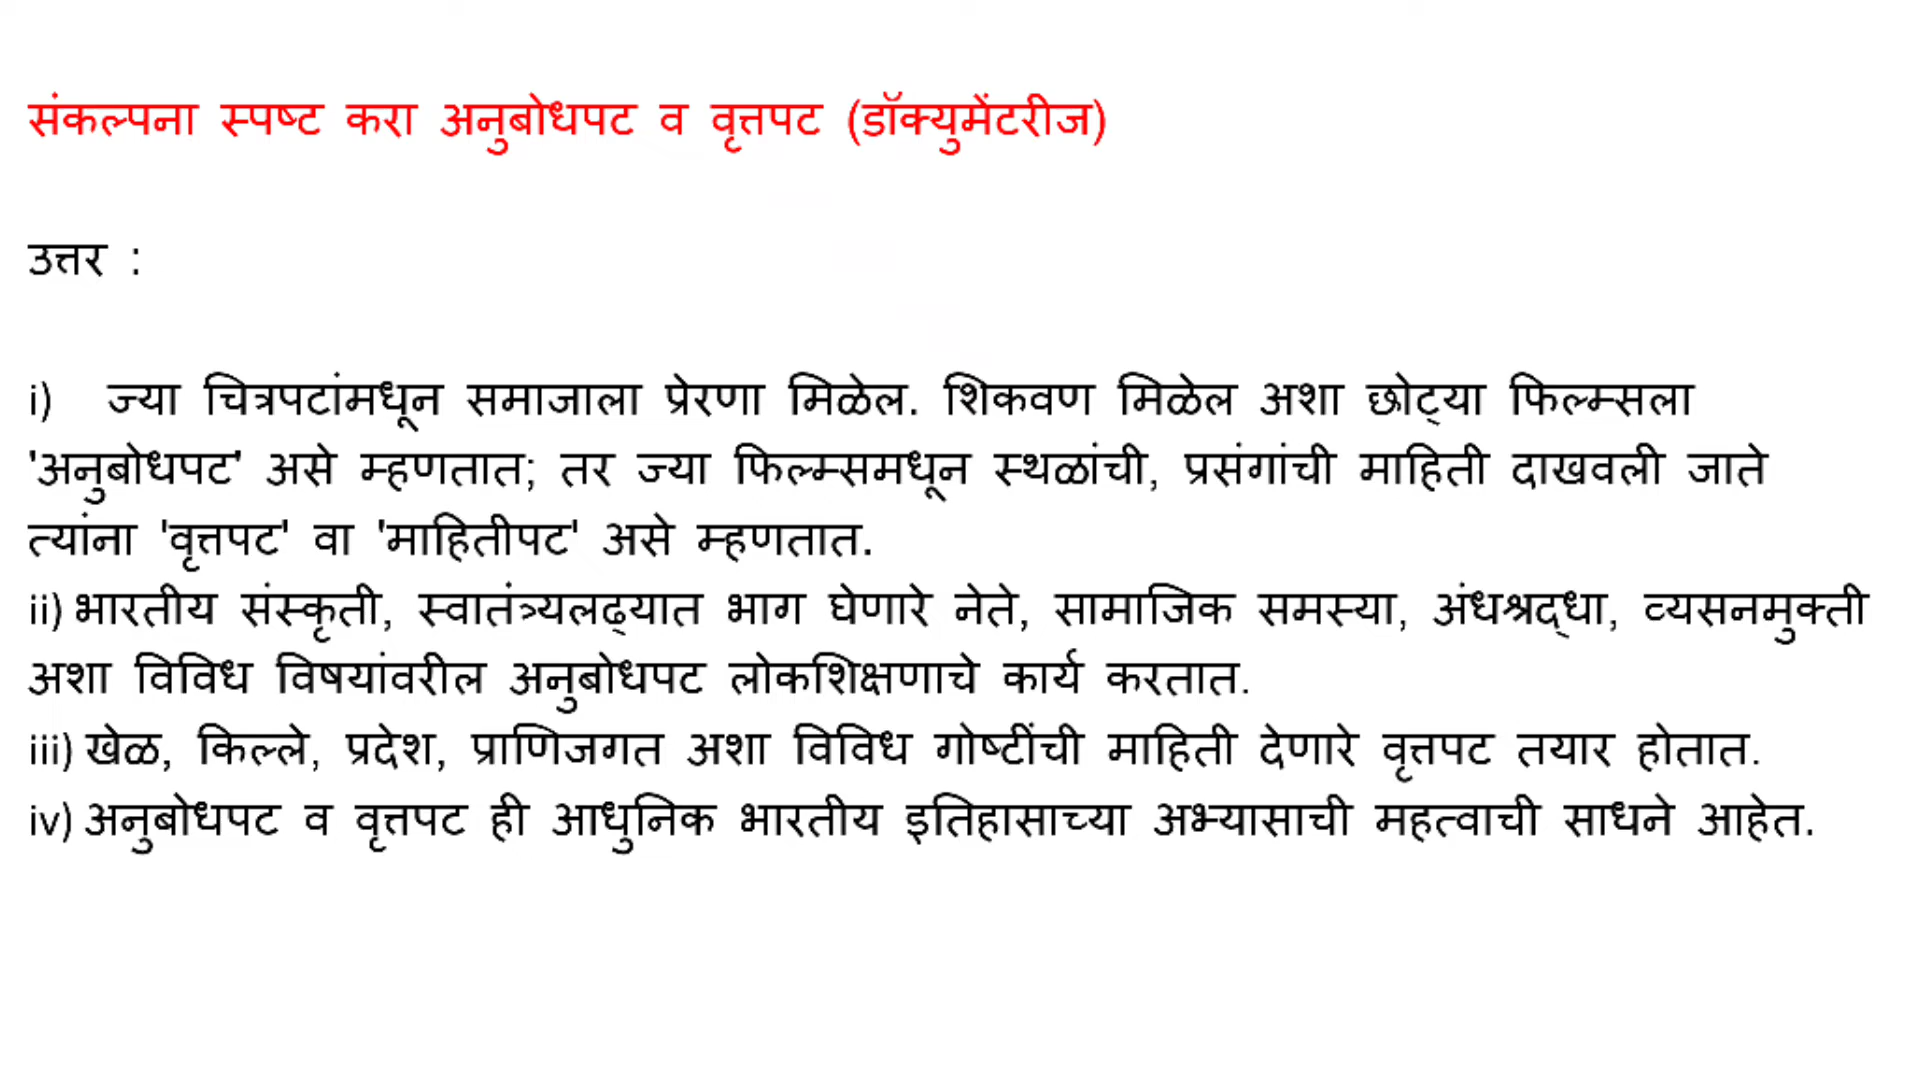 संकल्पना स्पष्ट करा अनुबोधपट व वृत्तपट (डॉक्युमेंटरीज)
उत्तर :
i) ज्या चित्रपटांमधून समाजाला प्रेरणा मिळेल. शिकवण मिळेल अशा छोट्या फिल्म्सला
'अनुबोधपट' असे म्हणतात; तर ज्या फिल्म्समधून स्थळांची, प्रसंगांची माहिती दाखवली जाते
त्यांना 'वृत्तपट' वा 'माहितीपट' असे म्हणतात.
ii) भारतीय संस्कृती, स्वातंत्र्यलढ्यात भाग घेणारे नेते, सामाजिक समस्या, अंधश्रद्धा, व्यसनमुक्ती
अशा विविध विषयांवरील अनुबोधपट लोकशिक्षणाचे कार्य करतात.
iii) खेळ, किल्ले, प्रदेश, प्राणिजगत अशा विविध गोष्टींची माहिती देणारे वृत्तपट तयार होतात.
iv) अनुबोधपट व वृत्तपट ही आधुनिक भारतीय इतिहासाच्या अभ्यासाची महत्वाची साधने आहेत.